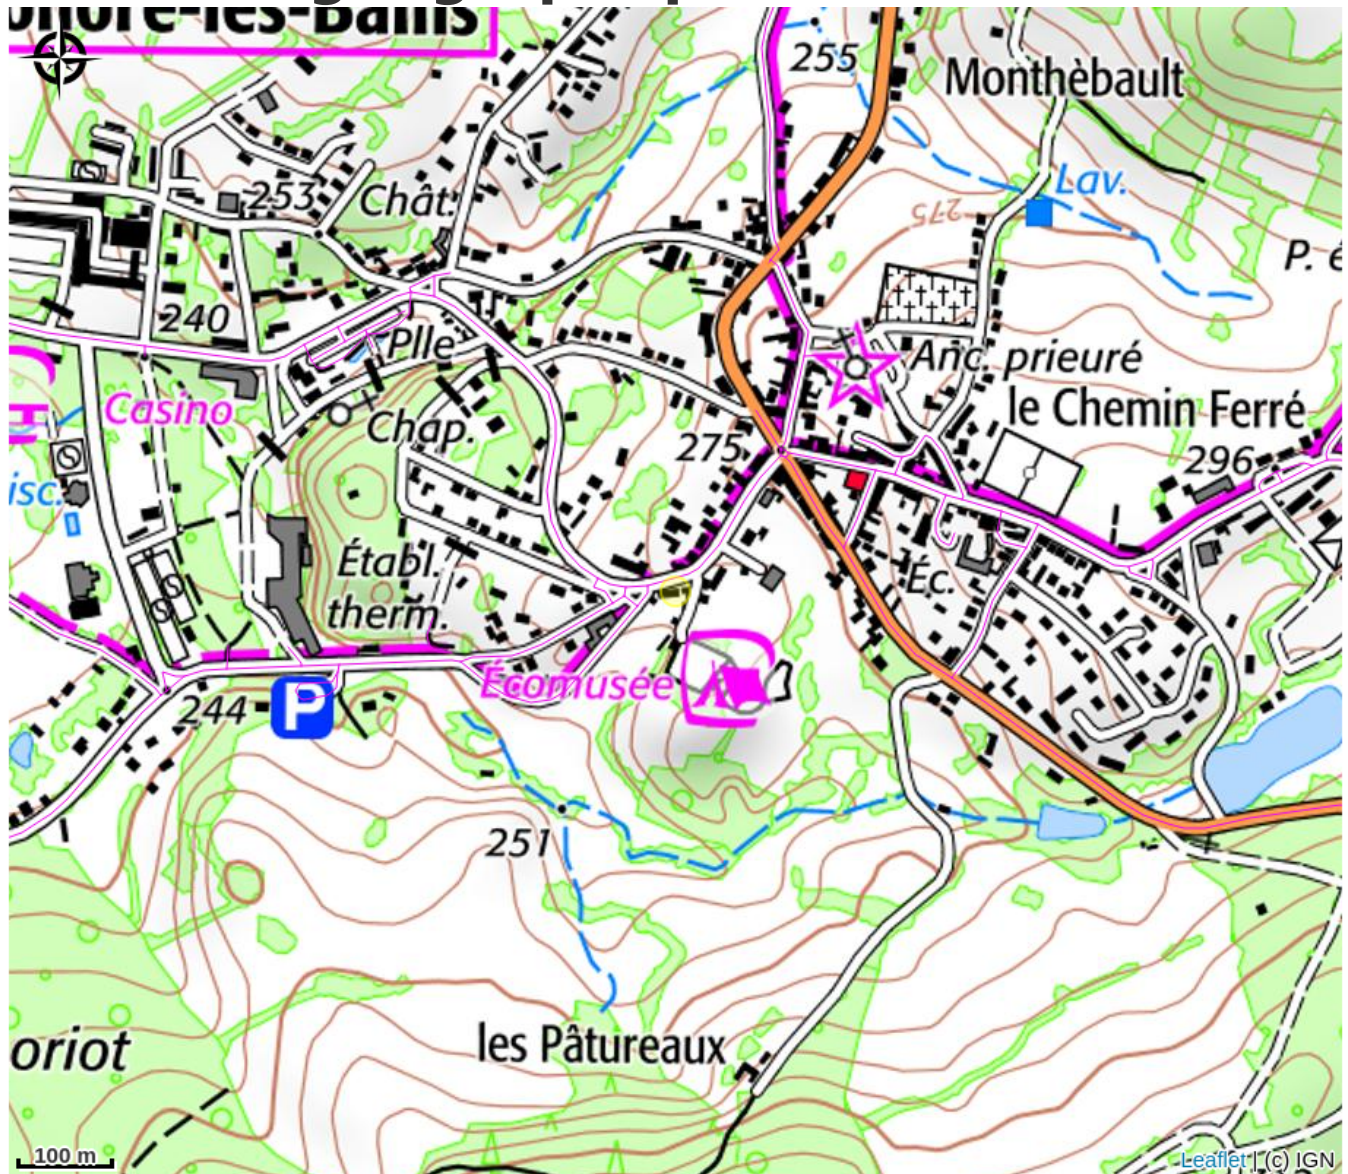 255
Monthèbault
Lav.
253
Chât.
275
P. é
240
Plle
Anc. prieuré
le Chemin Ferré
Casino
Chap.
275
296
isc.
Établ.
therm.
Éc.
Écomusée
P
244
251
les Pâtureaux
oriot
100 m
Leaflet | (c) IGN